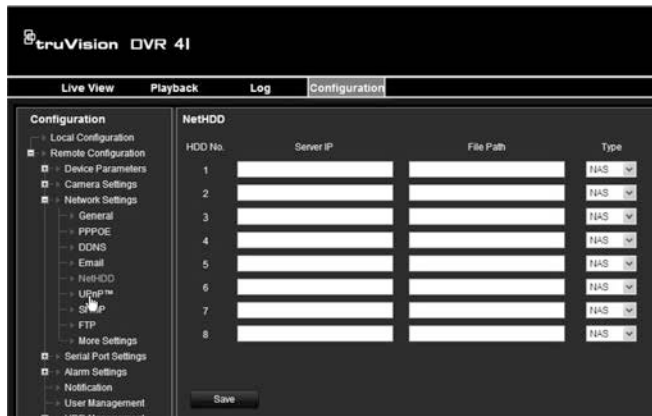 truVision DVR 41
Live View Playback Log Configuration
Configuration
Local Configuration
Remote Configuration
Device Parameters
Camera Settings
Network Settings
General
PPPOE
DDNS
Email
NetHDD
UPnP™
FTP
More Settings
Serial Port Settings
Alarm Settings
Notification
User Management
NetHDD
HDD No. Server IP File Path Type
1 NAS
2 NAS
3 NAS
4 NAS
5 NAS
6 NAS
7 NAS
8 NAS
Save